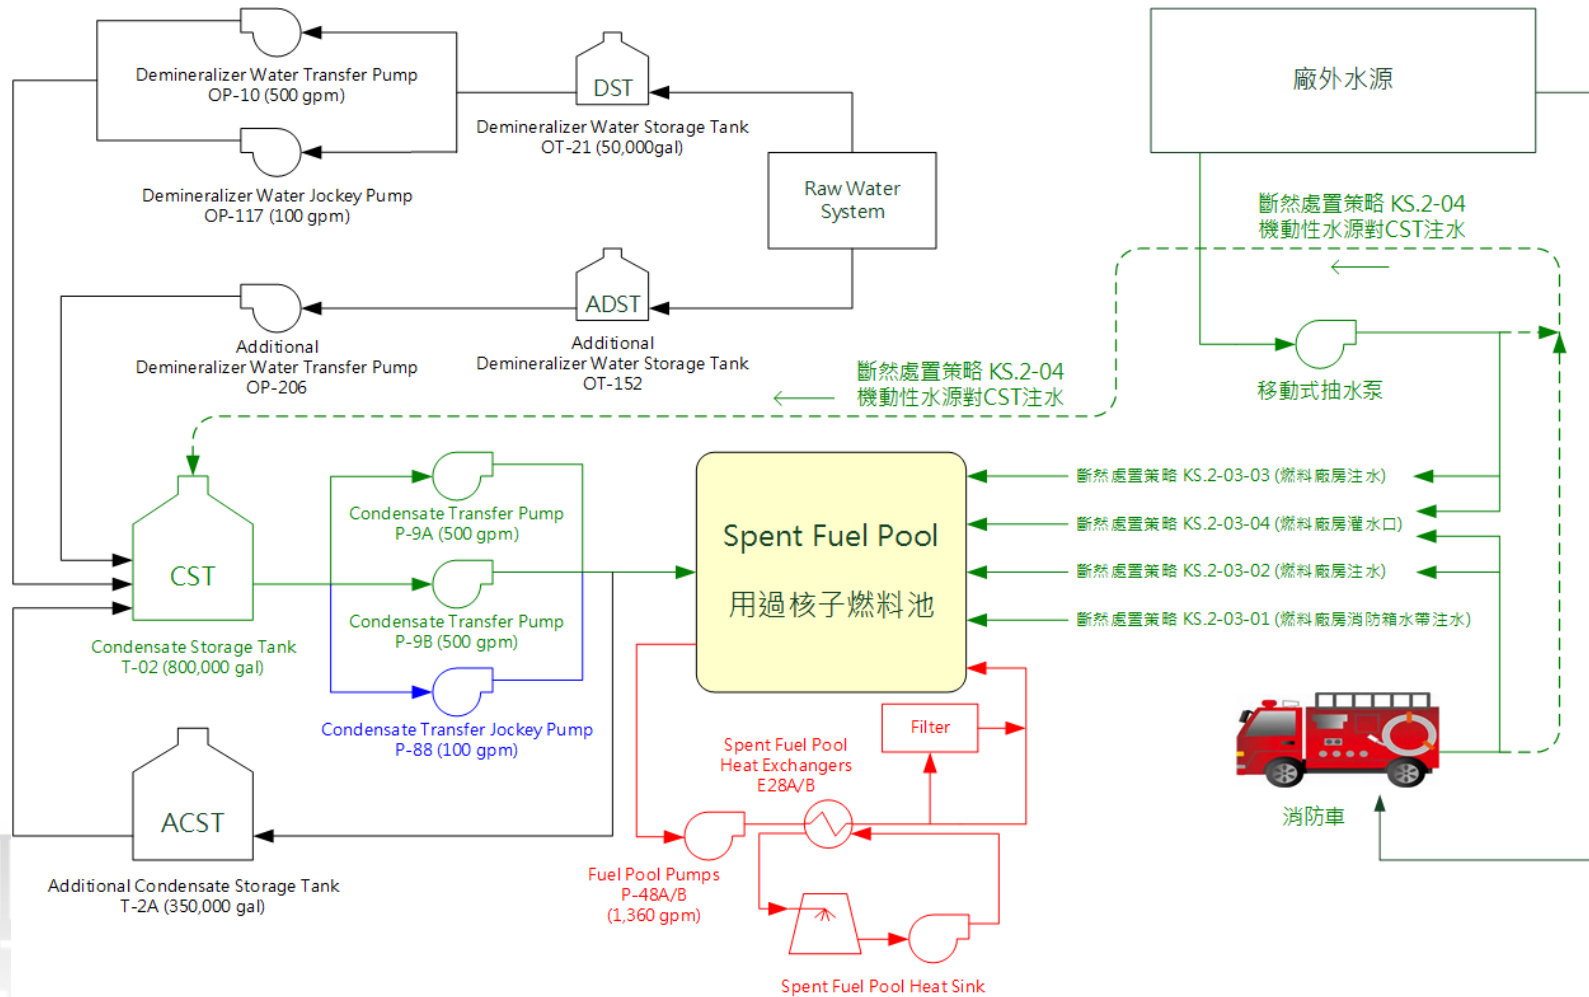 Demineralizer Water Transfer Pump
OP-10 (500 gpm)
DST
Demineralizer Water Storage Tank
OT-21 (50,000gal)
廠外水源
Demineralizer Water Jockey Pump
OP-117 (100 gpm)
Raw Water
System
斷然處置策略 KS.2-04
機動性水源對CST注水
ADST
Additional
Demineralizer Water Transfer Pump
OP-206
Additional
Demineralizer Water Storage Tank
OT-152
斷然處置策略 KS.2-04
機動性水源對CST注水
移動式抽水泵
CST
Condensate Storage Tank
T-02 (800,000 gal)
Condensate Transfer Pump
P-9A (500 gpm)
Condensate Transfer Pump
P-9B (500 gpm)
Condensate Transfer Jockey Pump
P-88 (100 gpm)
Spent Fuel Pool
用過核子燃料池
斷然處置策略 KS.2-03-03 (燃料廠房注水)
斷然處置策略 KS.2-03-04 (燃料廠房灌水口)
斷然處置策略 KS.2-03-02 (燃料廠房注水)
斷然處置策略 KS.2-03-01 (燃料廠房消防箱水帶注水)
ACST
Additional Condensate Storage Tank
T-2A (350,000 gal)
Filter
Spent Fuel Pool
Heat Exchangers
E28A/B
消防車
Fuel Pool Pumps
P-48A/B
(1,360 gpm)
Spent Fuel Pool Heat Sink